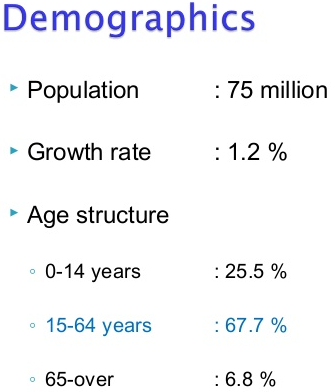 Demographics
Population : 75 million
Growth rate : 1.2 %
Age structure
0-14 years : 25.5 %
15-64 years : 67.7 %
65-over : 6.8 %